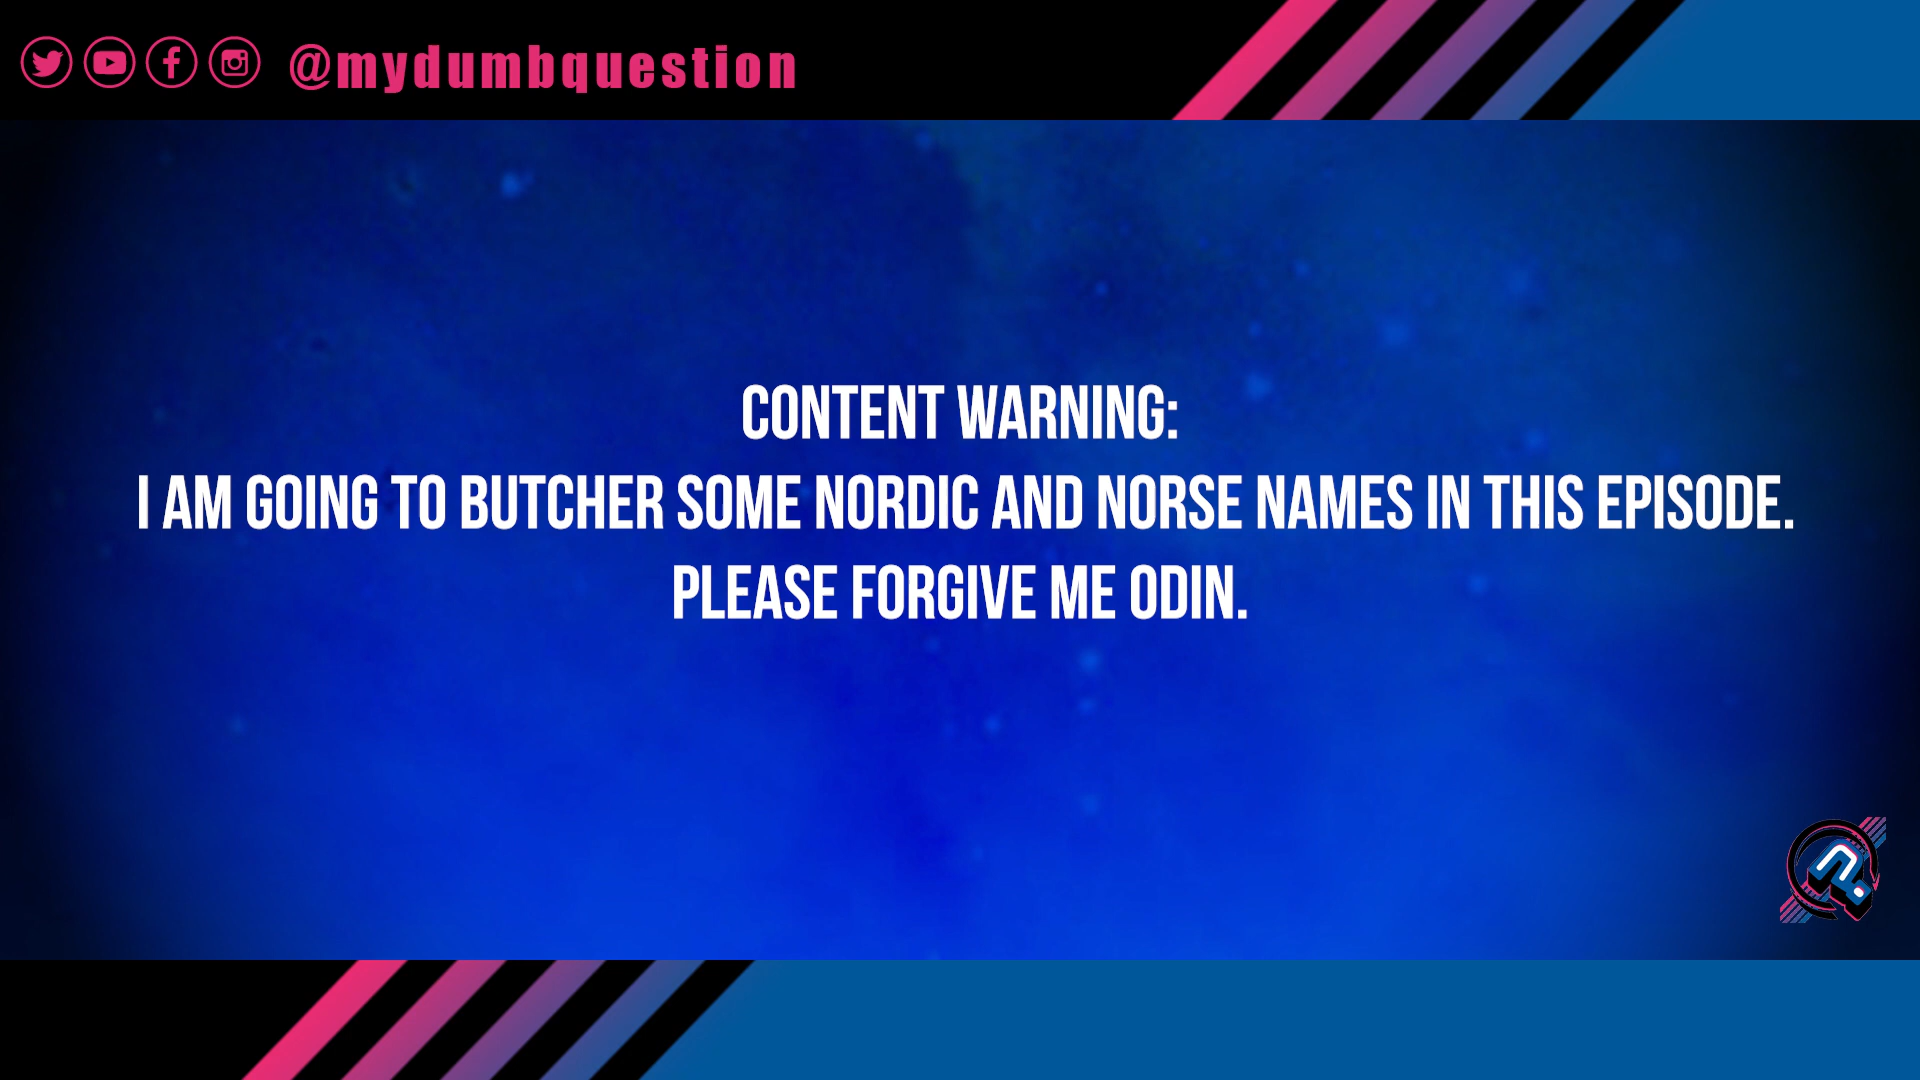 @mydumbquestion
CONTENT WARNING:
I AM GOING TO BUTCHER SOME NORDIC AND NORSE NAMES IN THIS EPISODE.
PLEASE FORGIVE ME ODIN.